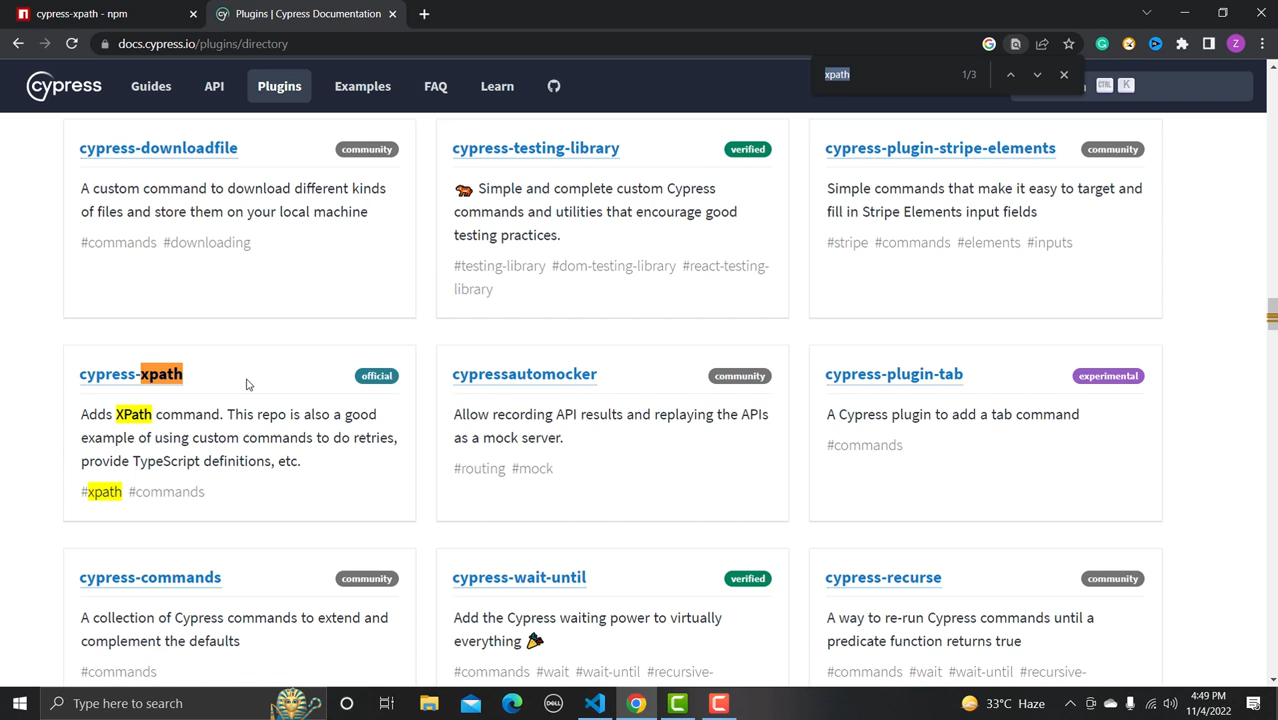 cypress-xpath - npm
Plugins | Cypress Documentation
docs.cypress.io/plugins/directory
xpath
1/3
cypress
Guides
API
Plugins
Examples
FAQ
Learn
CTRL K
cypress-downloadfile
community
A custom command to download different kinds
of files and store them on your local machine
#commands #downloading
cypress-testing-library
verified
Simple and complete custom Cypress
commands and utilities that encourage good
testing practices.
#testing-library #dom-testing-library #react-testing-
library
cypress-plugin-stripe-elements
community
Simple commands that make it easy to target and
fill in Stripe Elements input fields
#stripe #commands #elements #inputs
cypress-xpath
official
Adds XPath command. This repo is also a good
example of using custom commands to do retries,
provide TypeScript definitions, etc.
#xpath #commands
cypressautomocker
community
Allow recording API results and replaying the APIs
as a mock server.
#routing #mock
cypress-plugin-tab
experimental
A Cypress plugin to add a tab command
#commands
cypress-commands
community
A collection of Cypress commands to extend and
complement the defaults
#commands
cypress-wait-until
verified
Add the Cypress waiting power to virtually
everything
#commands #wait #wait-until #recursive-
cypress-recurse
community
A way to re-run Cypress commands until a
predicate function returns true
#commands #wait #wait-until #recursive-
Type here to search
DELL
33°C Haze
4:49 PM
11/4/2022